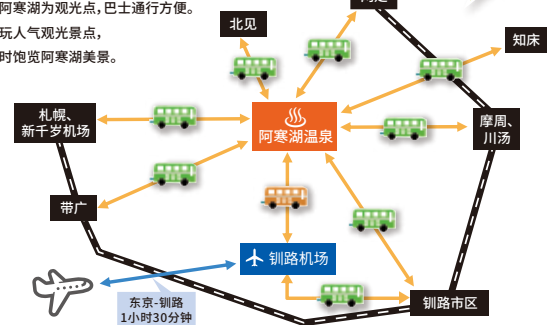 阿寒湖为观光点，巴士通行方便。
玩人气观光景点，
时饱览阿寒湖美景。
北见
知床
札幌、
新千岁机场
阿寒湖温泉
摩周、
川汤
带广
钏路机场
东京-钏路
1小时30分钟
钏路市区